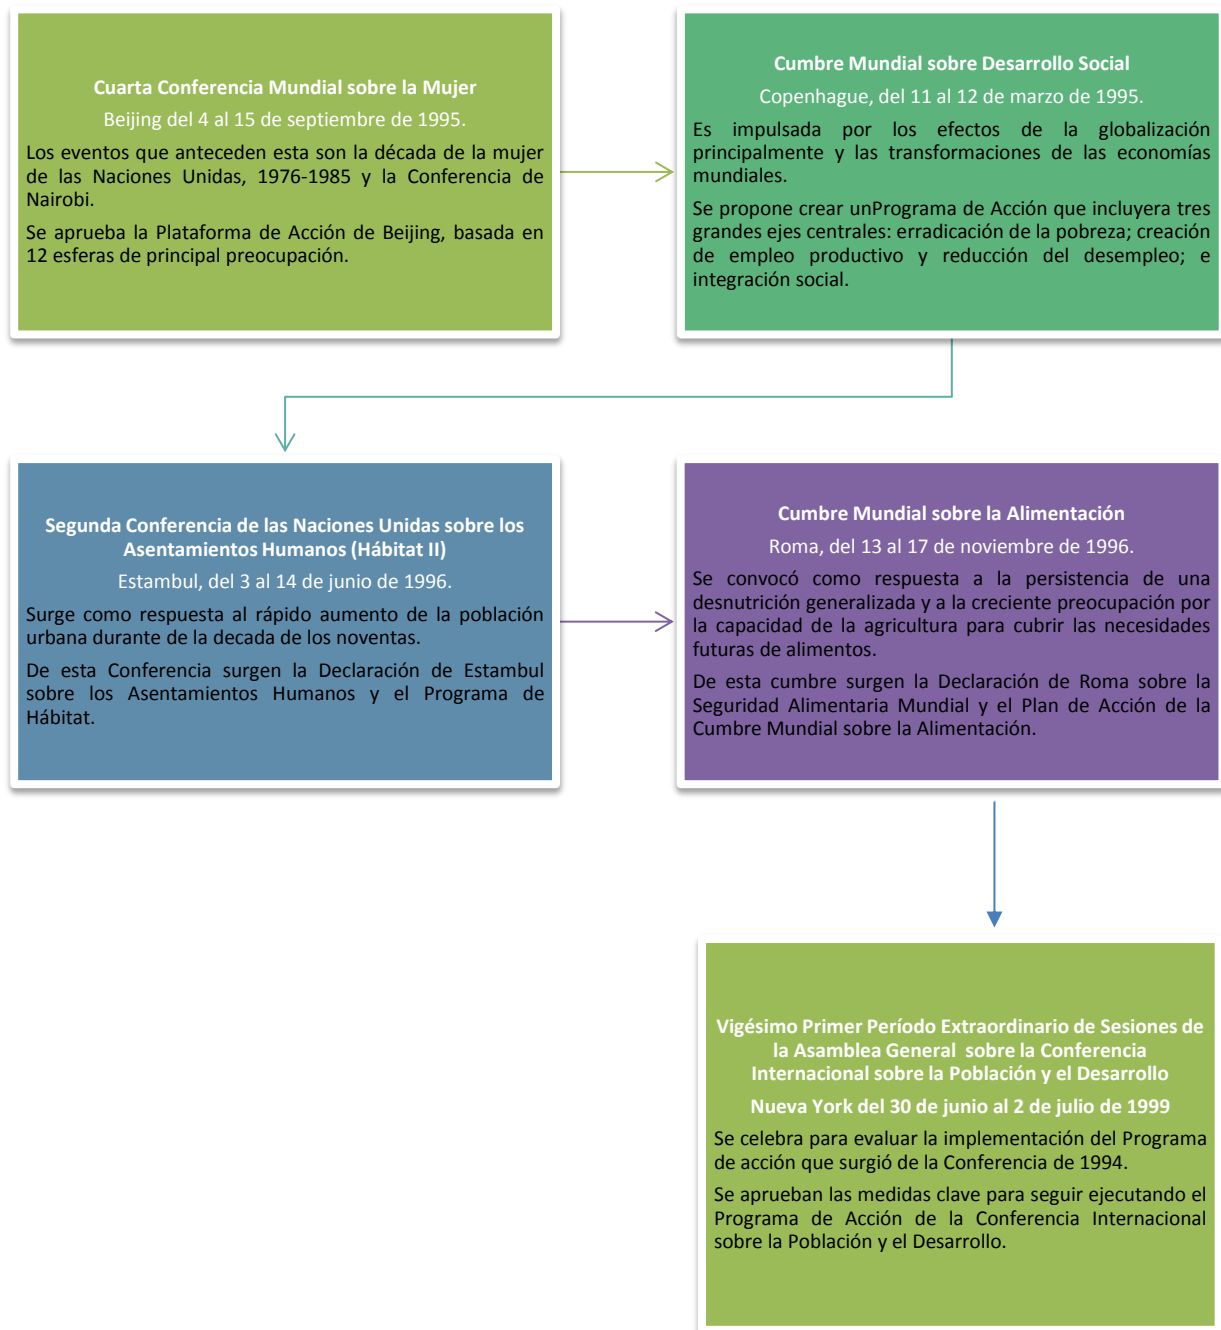 Cuarta Conferencia Mundial sobre la Mujer
Beijing del 4 al 15 de septiembre de 1995.
Los eventos que anteceden esta son la década de la mujer
de las Naciones Unidas, 1976-1985 y la Conferencia de
Nairobi.
Se aprueba la Plataforma de Acción de Beijing, basada en
12 esferas de principal preocupación.
Cumbre Mundial sobre Desarrollo Social
Copenhague, del 11 al 12 de marzo de 1995.
Es impulsada por los efectos de la globalización
principalmente y las transformaciones de las economías
mundiales.
Se propone crear unPrograma de Acción que incluyera tres
grandes ejes centrales: erradicación de la pobreza; creación
de empleo productivo y reducción del desempleo; e
integración social.
Segunda Conferencia de las Naciones Unidas sobre los
Asentamientos Humanos (Hábitat II)
Estambul, del 3 al 14 de junio de 1996.
Surge como respuesta al rápido aumento de la población
urbana durante de la decada de los noventas.
De esta Conferencia surgen la Declaración de Estambul
sobre los Asentamientos Humanos y el Programa de
Hábitat.
Cumbre Mundial sobre la Alimentación
Roma, del 13 al 17 de noviembre de 1996.
Se convocó como respuesta a la persistencia de una
desnutrición generalizada y a la creciente preocupación por
la capacidad de la agricultura para cubrir las necesidades
futuras de alimentos.
De esta cumbre surgen la Declaración de Roma sobre la
Seguridad Alimentaria Mundial y el Plan de Acción de la
Cumbre Mundial sobre la Alimentación.
Vigésimo Primer Período Extraordinario de Sesiones de
la Asamblea General sobre la Conferencia
Internacional sobre la Población y el Desarrollo
Nueva York del 30 de junio al 2 de julio de 1999
Se celebra para evaluar la implementación del Programa
de acción que surgió de la Conferencia de 1994.
Se aprueban las medidas clave para seguir ejecutando el
Programa de Acción de la Conferencia Internacional
sobre la Población y el Desarrollo.